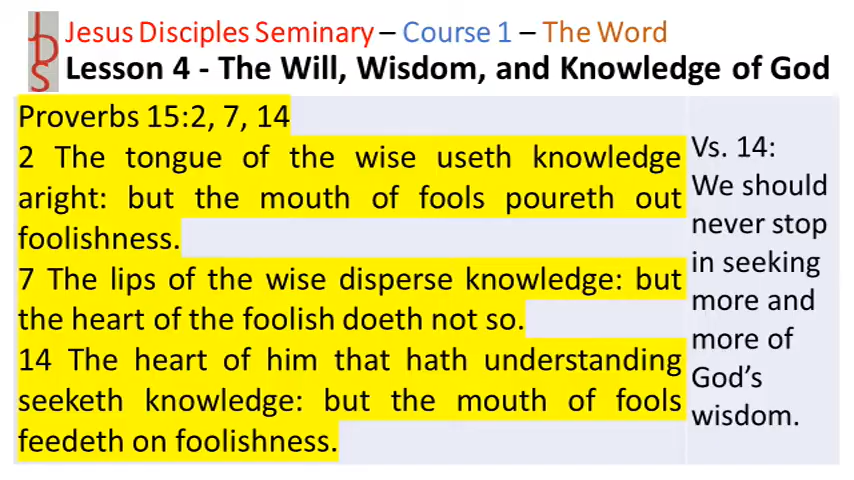 JDS
Jesus Disciples Seminary – Course 1 – The Word
Lesson 4 - The Will, Wisdom, and Knowledge of God
Proverbs 15:2, 7, 14
2 The tongue of the wise useth knowledge
aright: but the mouth of fools poureth out
foolishness.
7 The lips of the wise disperse knowledge: but
the heart of the foolish doeth not so.
14 The heart of him that hath understanding
seeketh knowledge: but the mouth of fools
feedeth on foolishness.
Vs. 14:
We should
never stop
in seeking
more and
more of
God's
wisdom.